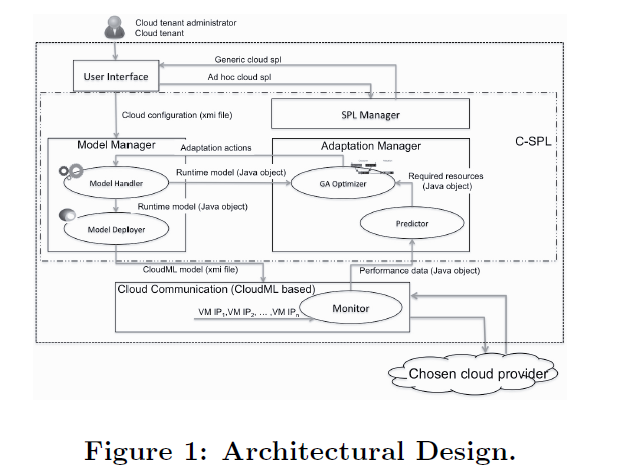 Cloud tenant administrator
Cloud tenant
User Interface
Generic cloud spl
Ad hoc cloud spl
Cloud configuration (xmi file)
SPL Manager
C-SPL
Model Manager
Adaptation actions
Adaptation Manager
Model Handler
Runtime model (Java object)
GA Optimizer
Required resources
(Java object)
Runtime model (Java object)
Model Deployer
Predictor
CloudML model (xmi file)
Performance data (Java object)
Cloud Communication (CloudML based)
VM IP1,VM IP2, ... ,VM IPn
Monitor
Chosen cloud provider
Figure 1: Architectural Design.